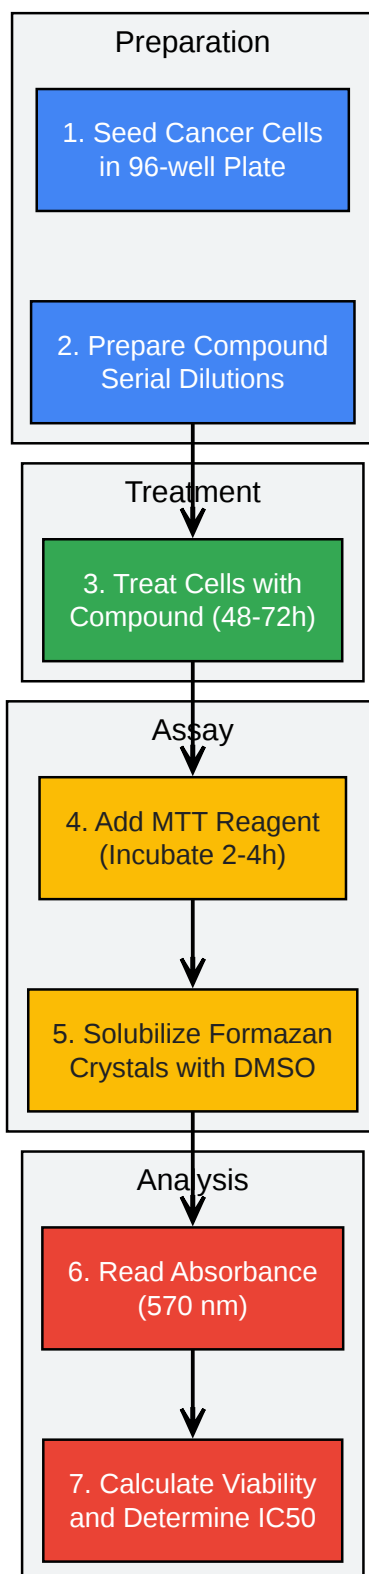 Preparation
1. Seed Cancer Cells
in 96-well Plate
2. Prepare Compound
Serial Dilutions
Treatment
3. Treat Cells with
Compound (48-72h)
Assay
4. Add MTT Reagent
(Incubate 2-4h)
5. Solubilize Formazan
Crystals with DMSO
Analysis
6. Read Absorbance
(570 nm)
7. Calculate Viability
and Determine IC50